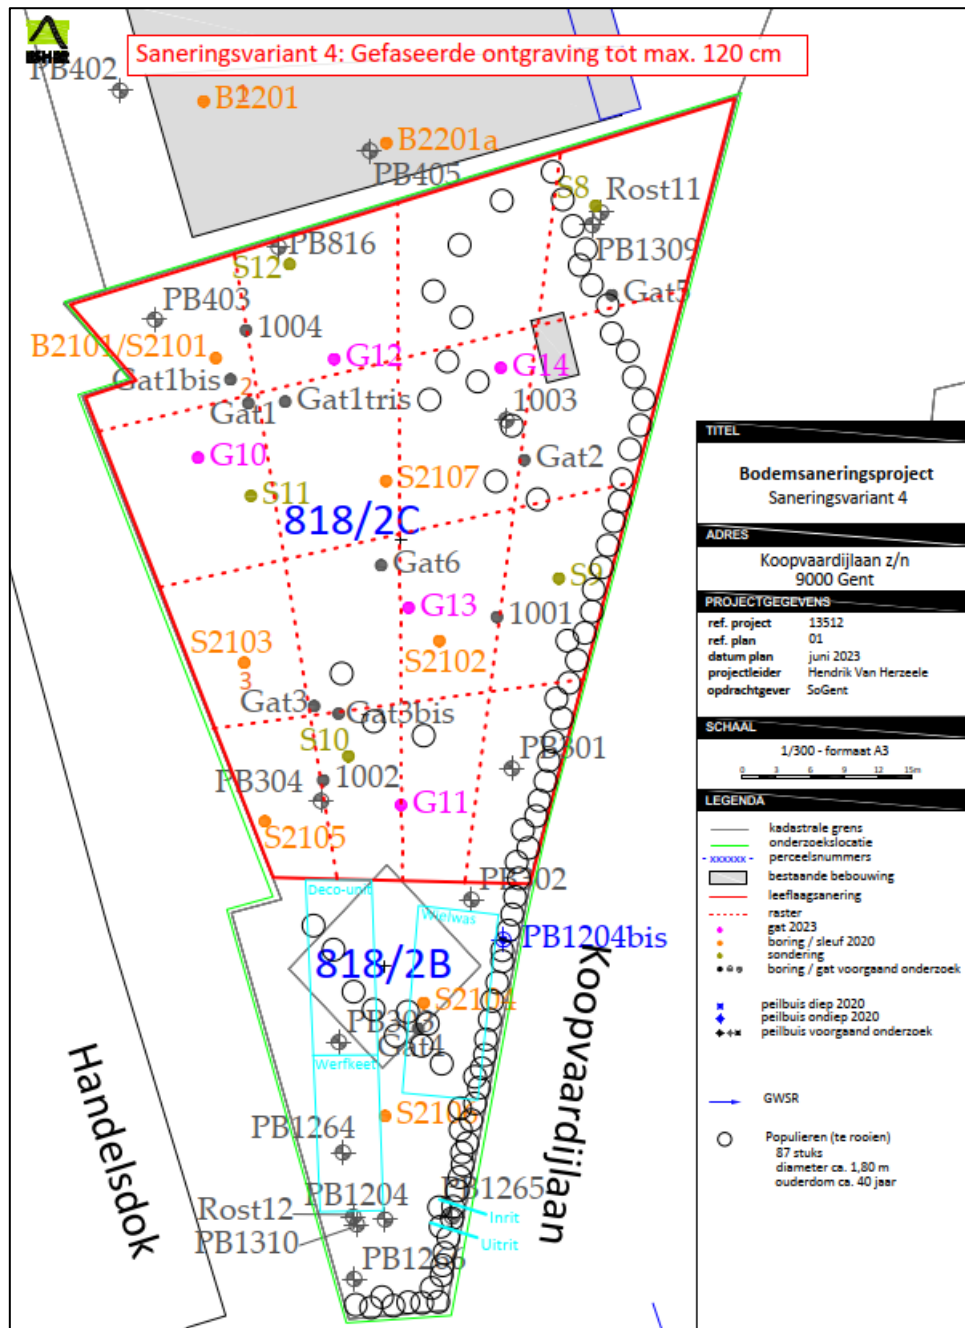 Saneringsvariant 4: Gefaseerde ontgraving tot max. 120 cm
PB402
1
B2201
B2201a
PB405
S8
Rost11
PB816
PB1309
S12
Gat5
PB403
1004
B2101/S2101
G12
G14
Gat1bis
2
Gat1tris
Gat1
1003
G10
Gat2
S2107
S11
818/2C
Gat6
S9
G13
1001
S2103
S2102
3
Gat3
Gat3bis
S10
PB301
PB304
1002
G11
S2105
PB302
Deco-unit
Wielwas
PB1204bis
818/2B
S2104
PB303
Gat4
Werfkeet
Koopvaardijlaan
Handelsdok
PB1264
PB1204
PB1265
Rost12
Inrit
PB1310
Uitrit
TITEL
Bodemsaneringsproject
Saneringsvariant 4
ADRES
Koopvaardijlaan z/n
9000 Gent
PROJECTGEGEVENS
ref. project 13512
ref. plan 01
datum plan juni 2023
projectleider Hendrik Van Herzeele
opdrachtgever SoGent
SCHAAL
1/300 - formaat A3
0 3 6 9 12 15m
LEGENDA
kadastrale grens
onderzoekslocatie
xxxxxx perceelsnummers
bestaande bebouwing
leeflaagsanering
raster
gat 2023
boring / sleuf 2020
sondering
boring / gat voorgaand onderzoek
peilbuis diep 2020
peilbuis ondiep 2020
peilbuis voorgaand onderzoek
GWSR
Populieren (te rooien)
87 stuks
diameter ca. 1,80 m
ouderdom ca. 40 jaar